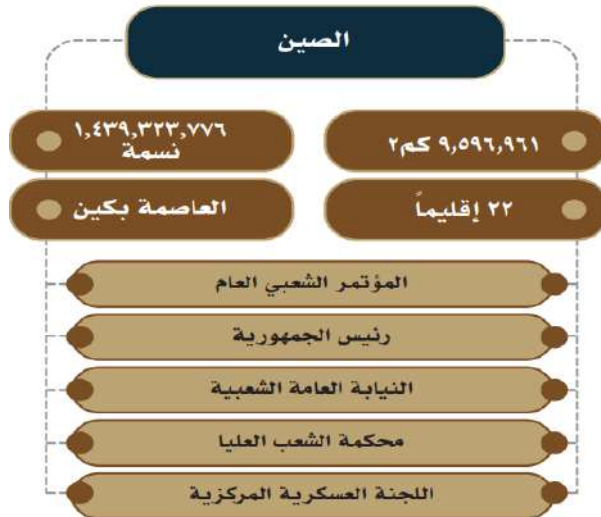 الصين
٩,٥٩٦,٩٦١ كم٢
١,٤٣٩,٣٢٣,٧٧٦
نسمة
٢٢ إقليماً
العاصمة بكين
المؤتمر الشعبي العام
رئيس الجمهورية
النيابة العامة الشعبية
محكمة الشعب العليا
اللجنة العسكرية المركزية